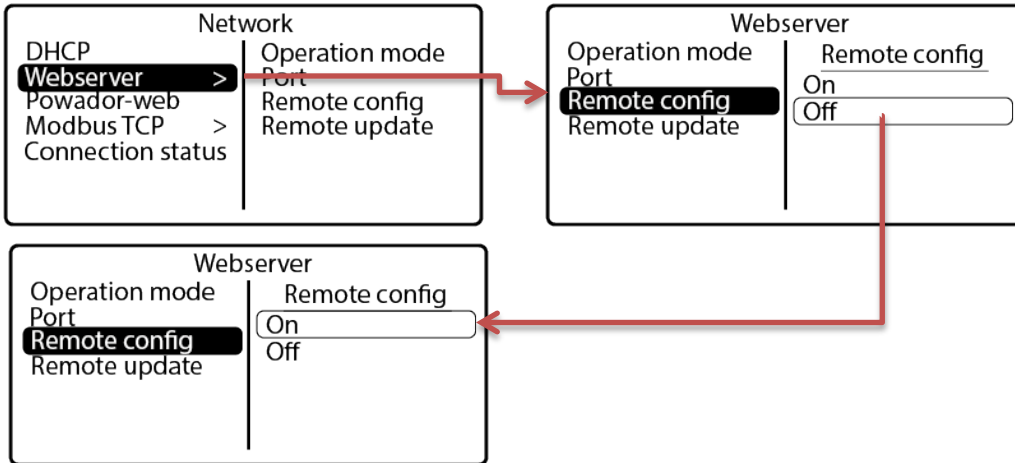 Network
DHCP
Webserver >
Powador-web
Modbus TCP >
Connection status
Operation mode
Port
Remote config
Remote update
Webserver
Operation mode
Port
Remote config
Remote update
Remote config
On
Off
Webserver
Operation mode
Port
Remote config
Remote update
Remote config
On
Off